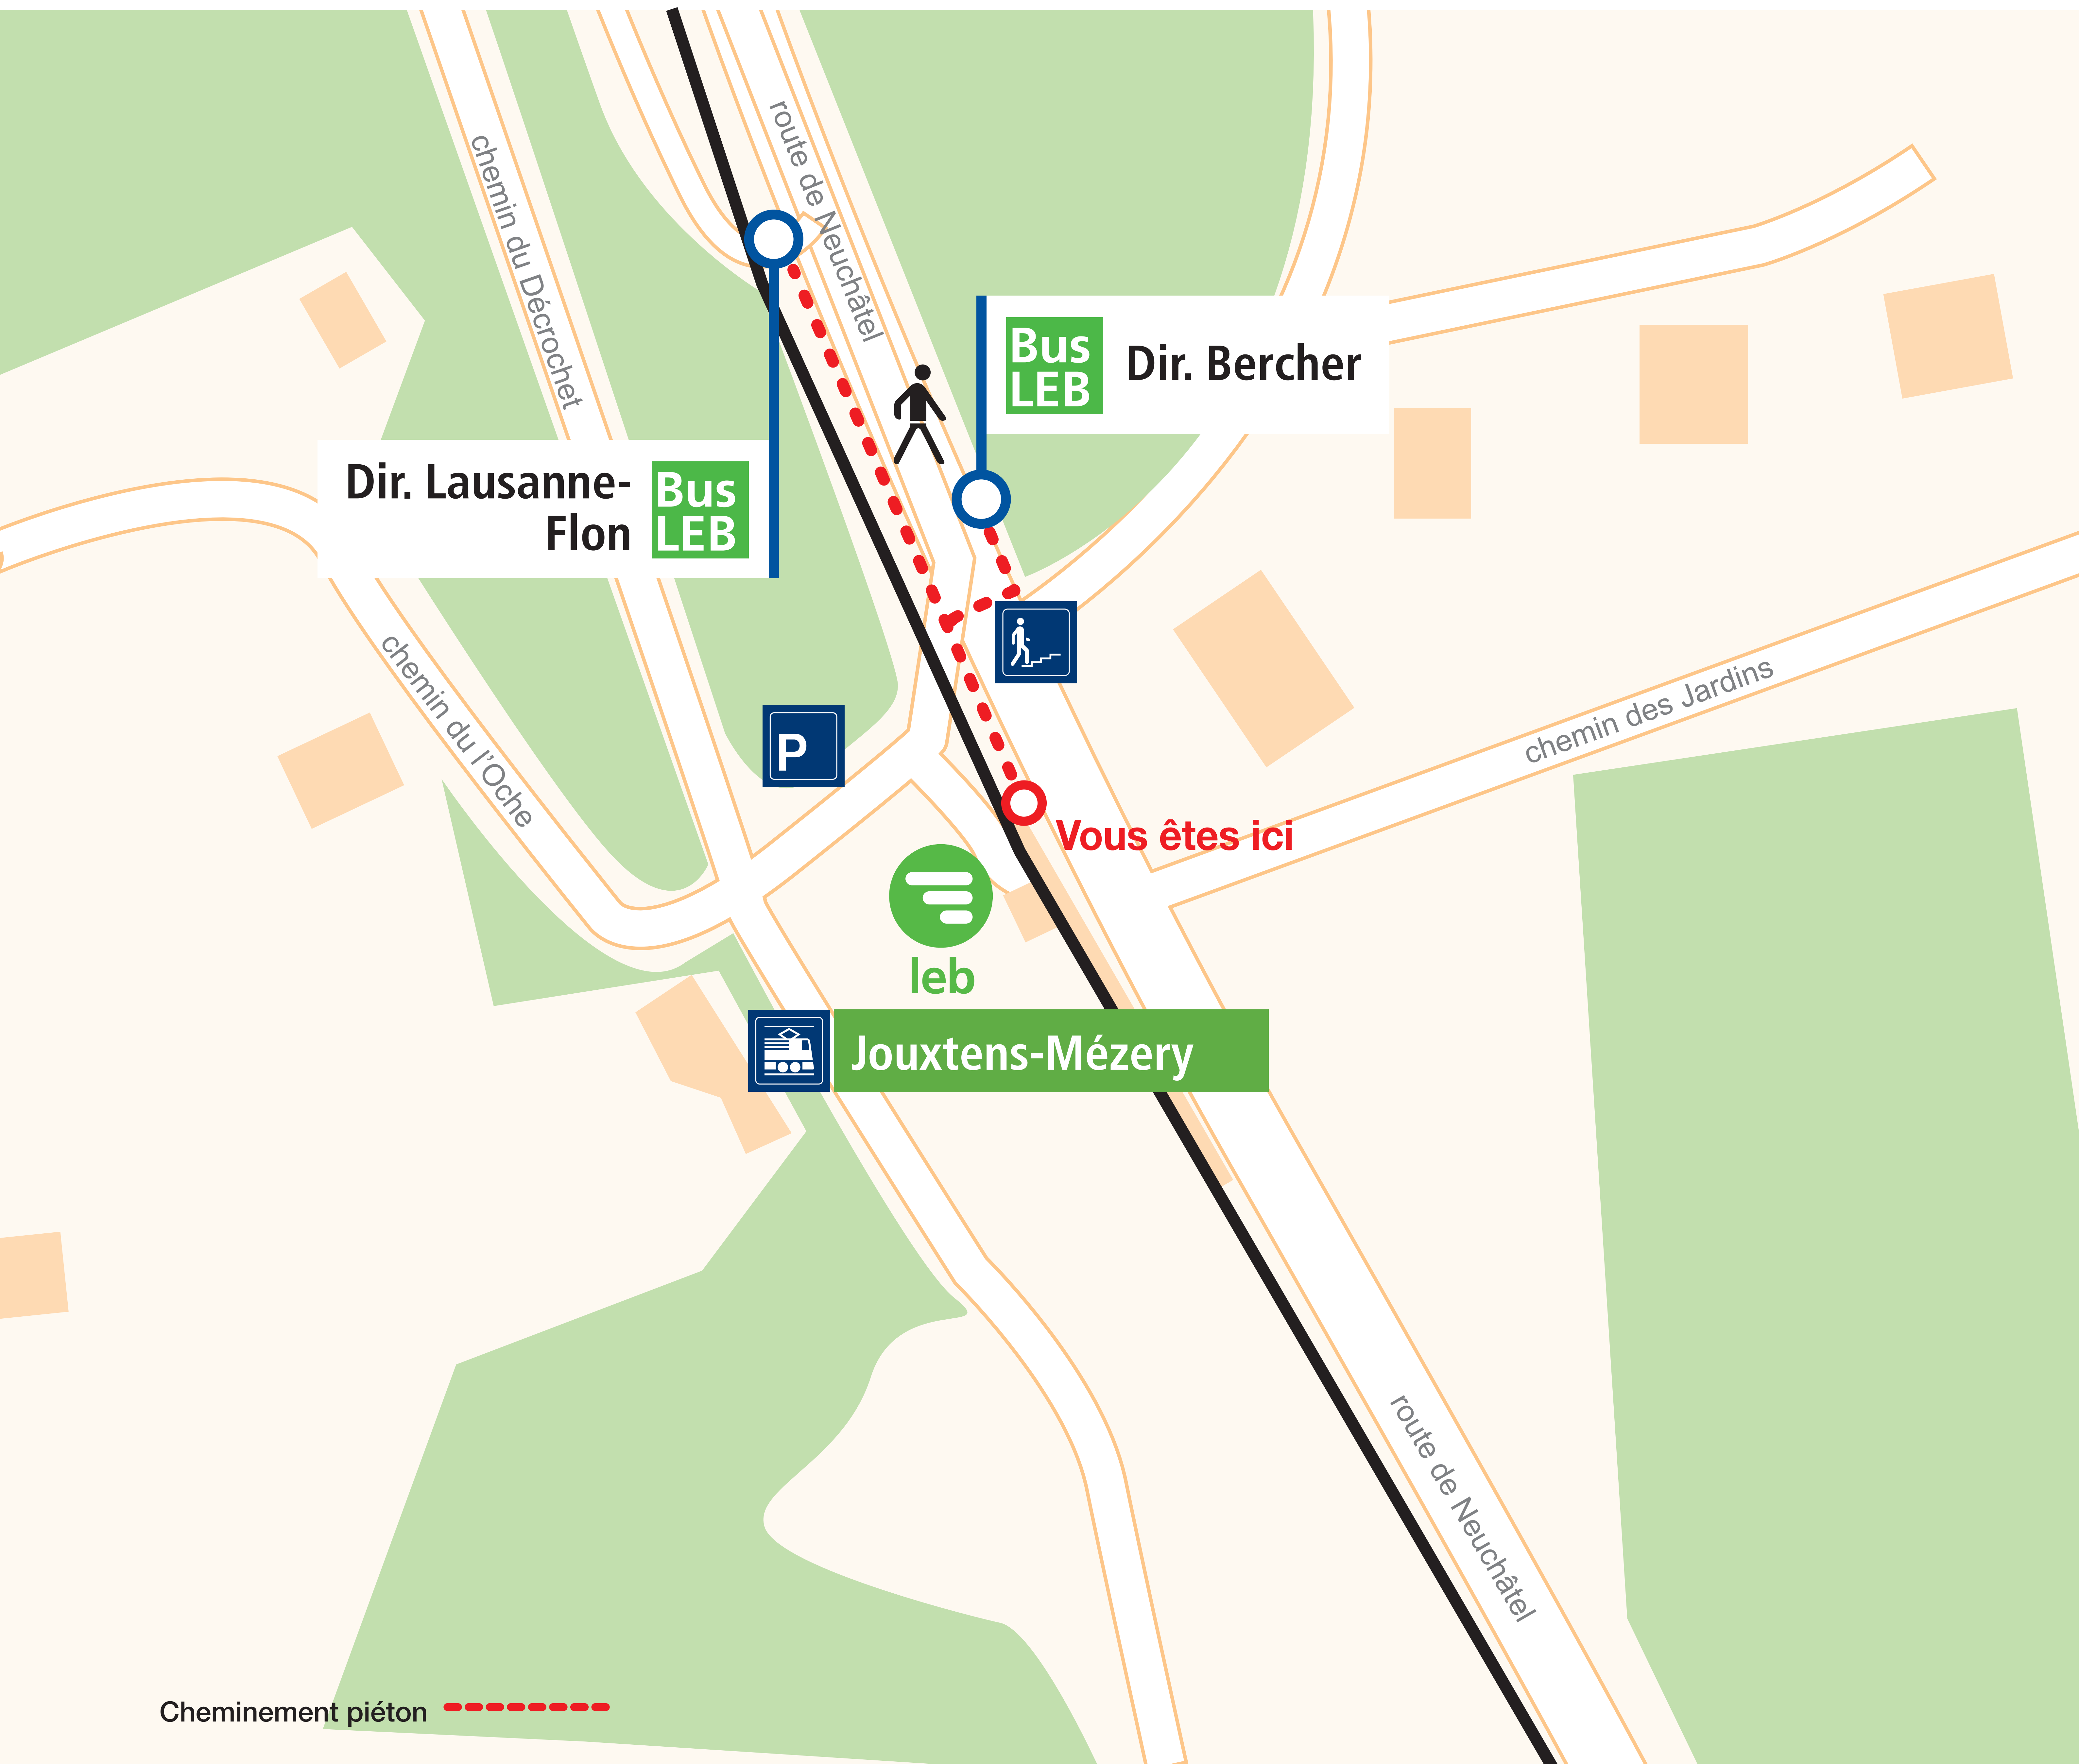 route de Neuchâtel
chemin du Décrochet
Bus
LEB
Dir. Bercher
Dir. Lausanne-
Flon
Bus
LEB
chemin du l'Oche
chemin des Jardins
P
Vous êtes ici
leb
Jouxtens-Mézery
route de Neuchâtel
Cheminement piéton